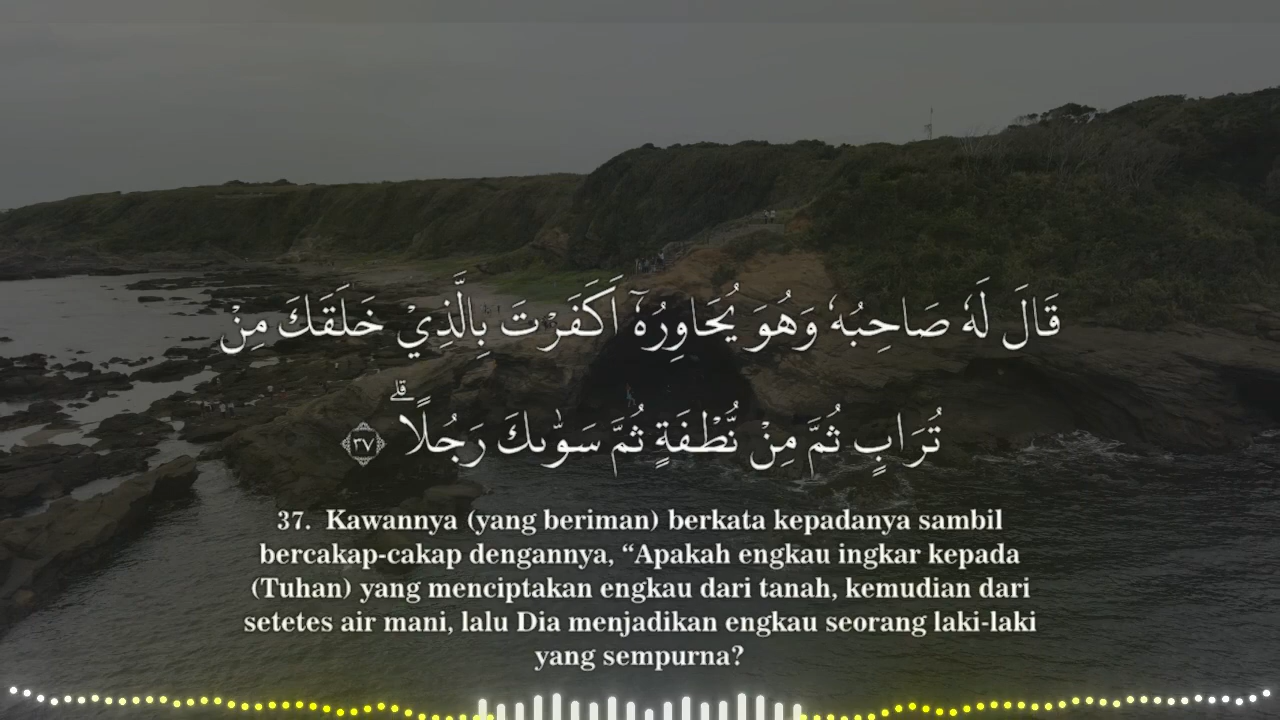 قَالَ لَهٗ صَاحِبُهٗ وَهُوَ يُحَاوِرُهٗٓ اَكَفَرْتَ بِالَّذِيْ خَلَقَكَ مِنْ
تُرَابٍ ثُمَّ مِنْ نُّطْفَةٍ ثُمَّ سَوّٰىكَ رَجُلًاۗ ٣٧
37. Kawannya (yang beriman) berkata kepadanya sambil
bercakap-cakap dengannya, “Apakah engkau ingkar kepada
(Tuhan) yang menciptakan engkau dari tanah, kemudian dari
setetes air mani, lalu Dia menjadikan engkau seorang laki-laki
yang sempurna?